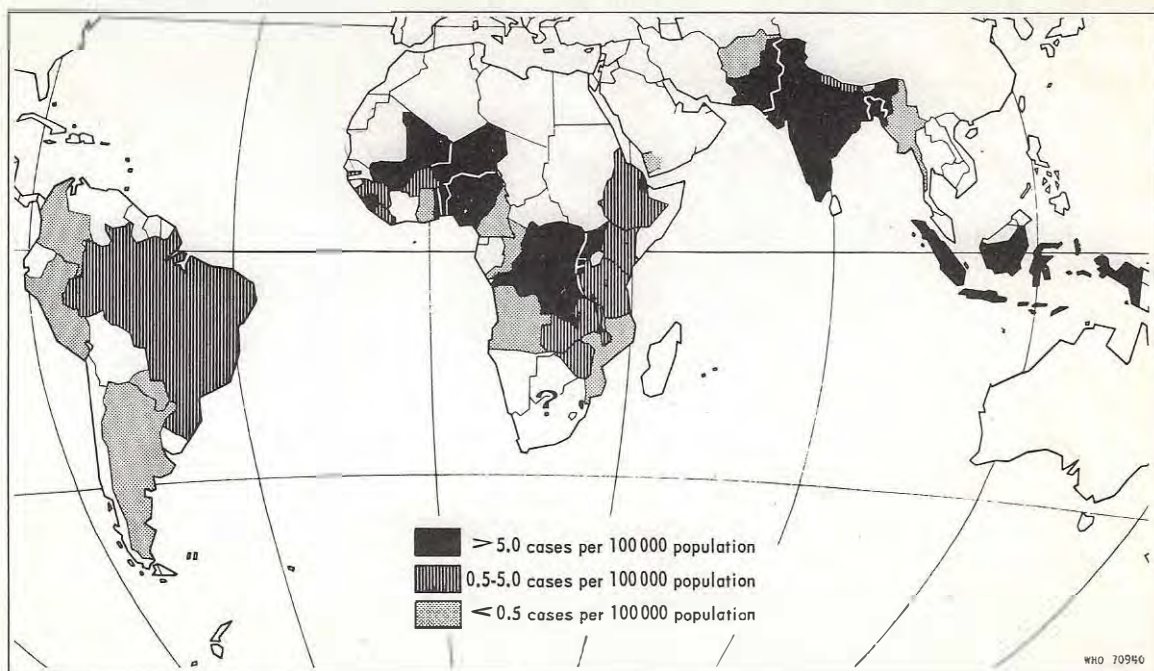 ?
> 5.0 cases per 100 000 population
0.5-5.0 cases per 100 000 population
< 0.5 cases per 100 000 population
WHO 70940